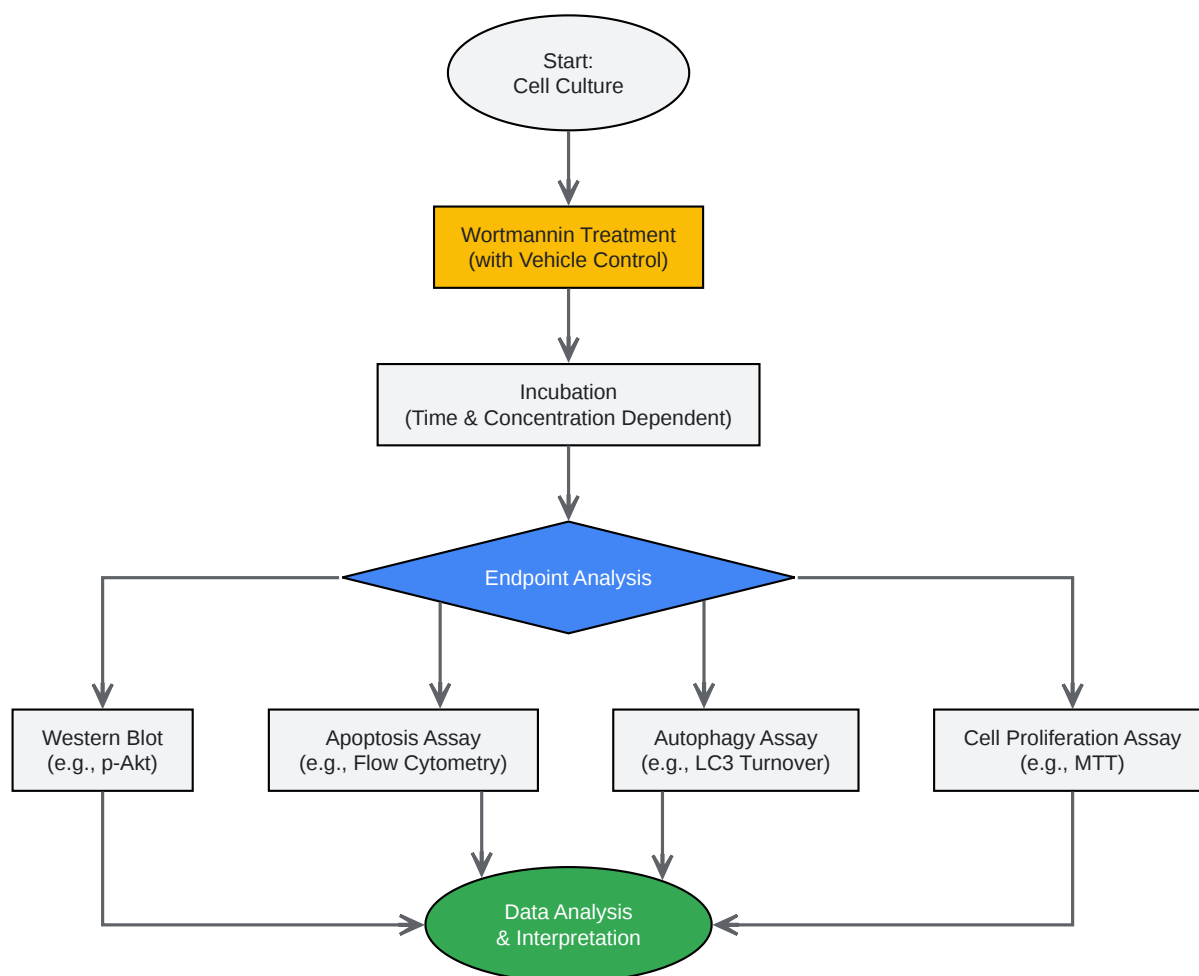 Start:
Cell Culture
Wortmannin Treatment
(with Vehicle Control)
Incubation
(Time & Concentration Dependent)
Endpoint Analysis
Western Blot
(e.g., p-Akt)
Apoptosis Assay
(e.g., Flow Cytometry)
Autophagy Assay
(e.g., LC3 Turnover)
Cell Proliferation Assay
(e.g., MTT)
Data Analysis
& Interpretation